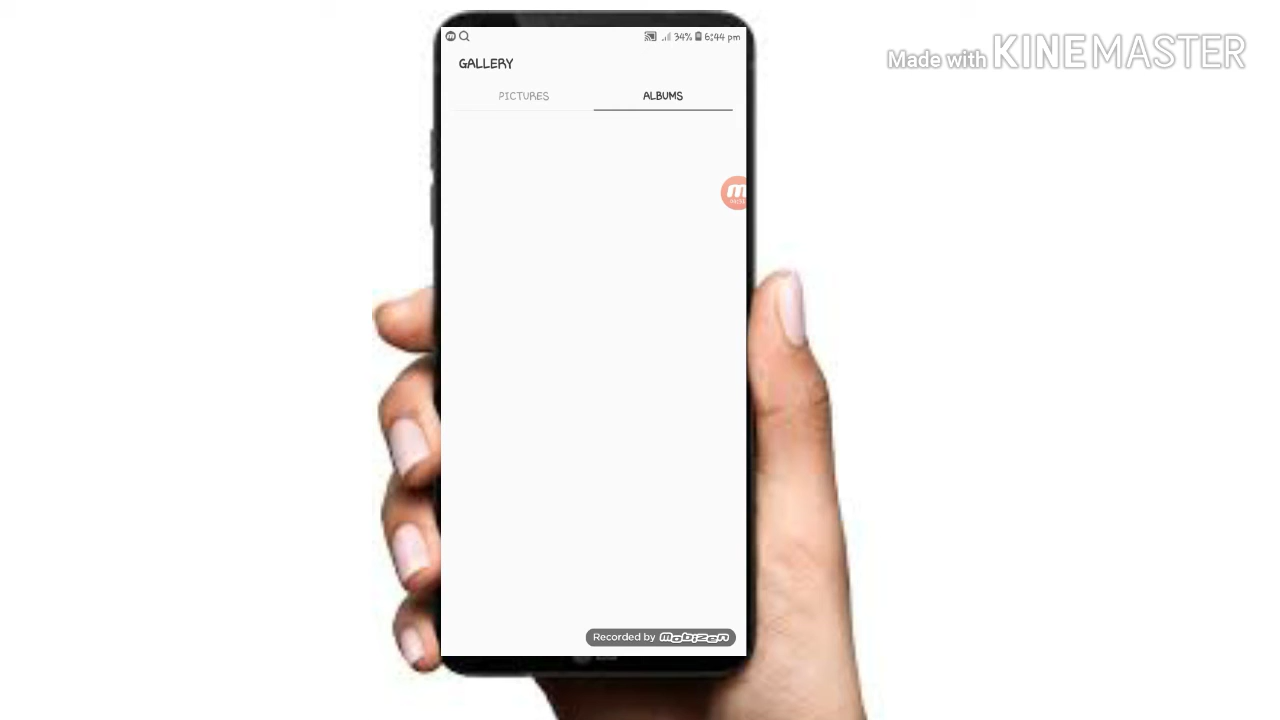 Made with KINEMASTER
34% 6:44 pm
GALLERY
PICTURES
ALBUMS
Recorded by mobizen